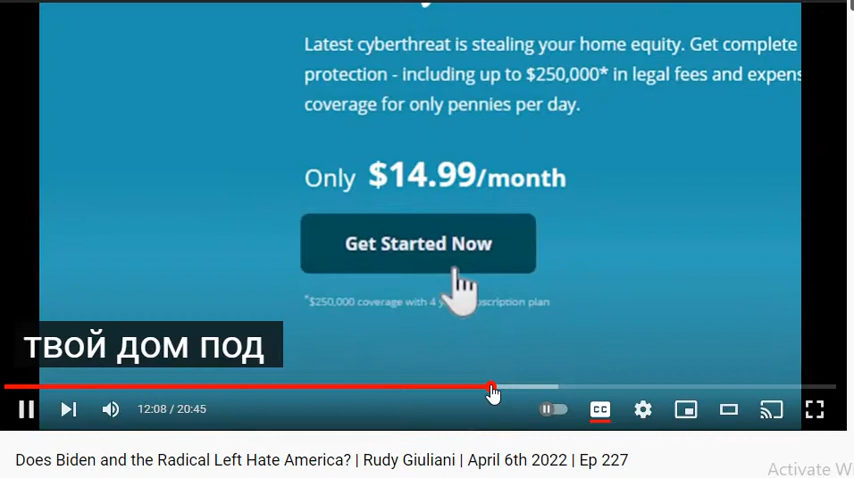 Latest cyberthreat is stealing your home equity. Get complete
protection - including up to $250,000* in legal fees and expens
coverage for only pennies per day.
Only $14.99/month
Get Started Now
*$250,000 coverage with 4 y scription plan
твой дом под
12:08 / 20:45
CC
Does Biden and the Radical Left Hate America? | Rudy Giuliani | April 6th 2022 | Ep 227
Activate W